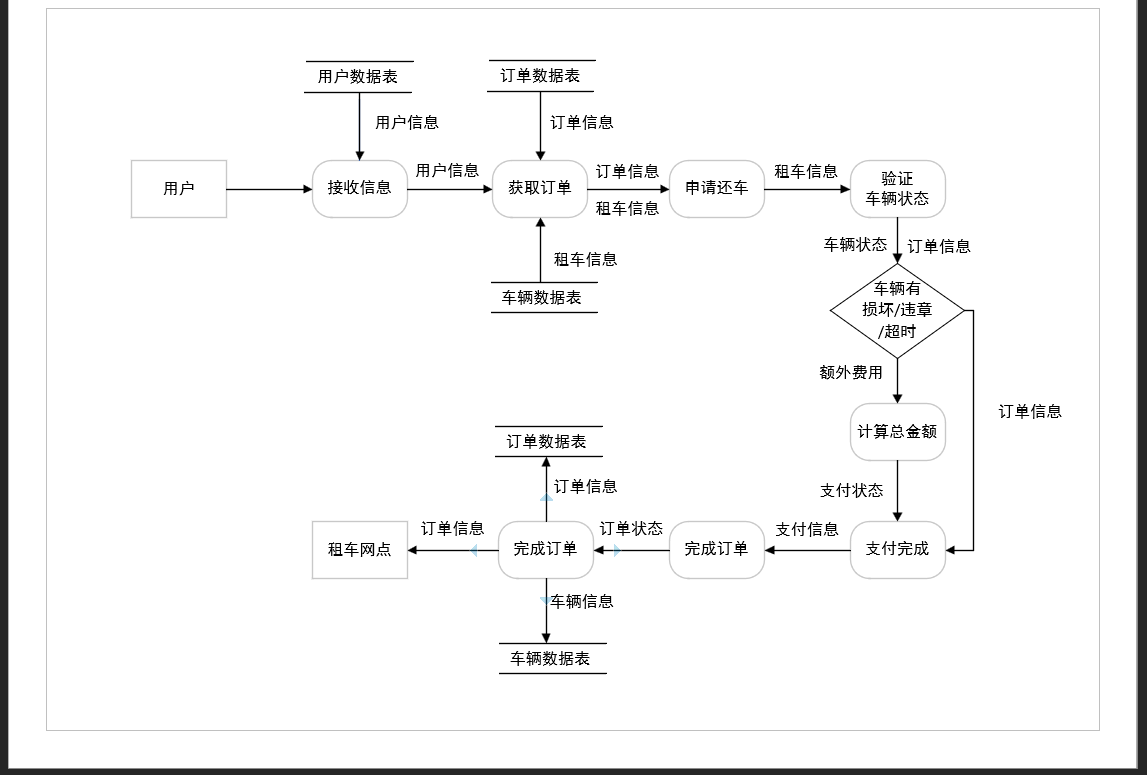 用户数据表
订单数据表
用户信息
订单信息
用户
接收信息
用户信息
获取订单
订单信息
租车信息
申请还车
租车信息
验证
车辆状态
租车信息
车辆数据表
车辆状态
订单信息
车辆有
损坏/违章
/超时
额外费用
订单信息
计算总金额
订单数据表
订单信息
支付状态
租车网点
订单信息
完成订单
订单状态
完成订单
支付信息
支付完成
车辆信息
车辆数据表